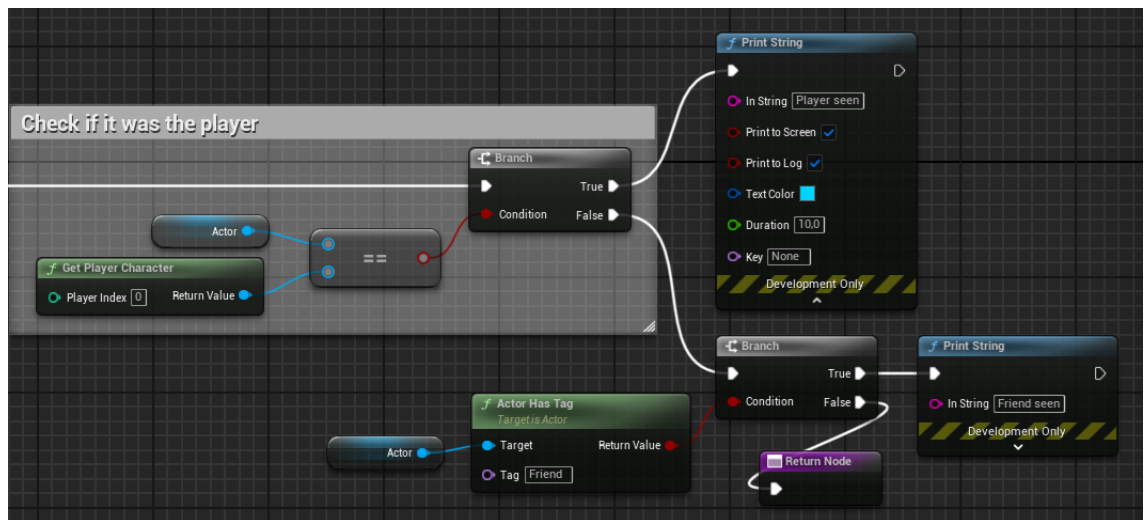 Check if it was the player
Actor
Get Player Character
Player Index 0 Return Value
==
Branch
True
Condition False
Print String
In String Player seen
Print to Screen
Print to Log
Text Color
Duration 10,0
Key None
Development Only
Actor
Actor Has Tag
Target is Actor
Target Return Value
Tag Friend
Branch
True
Condition False
Return Node
Print String
In String Friend seen
Development Only